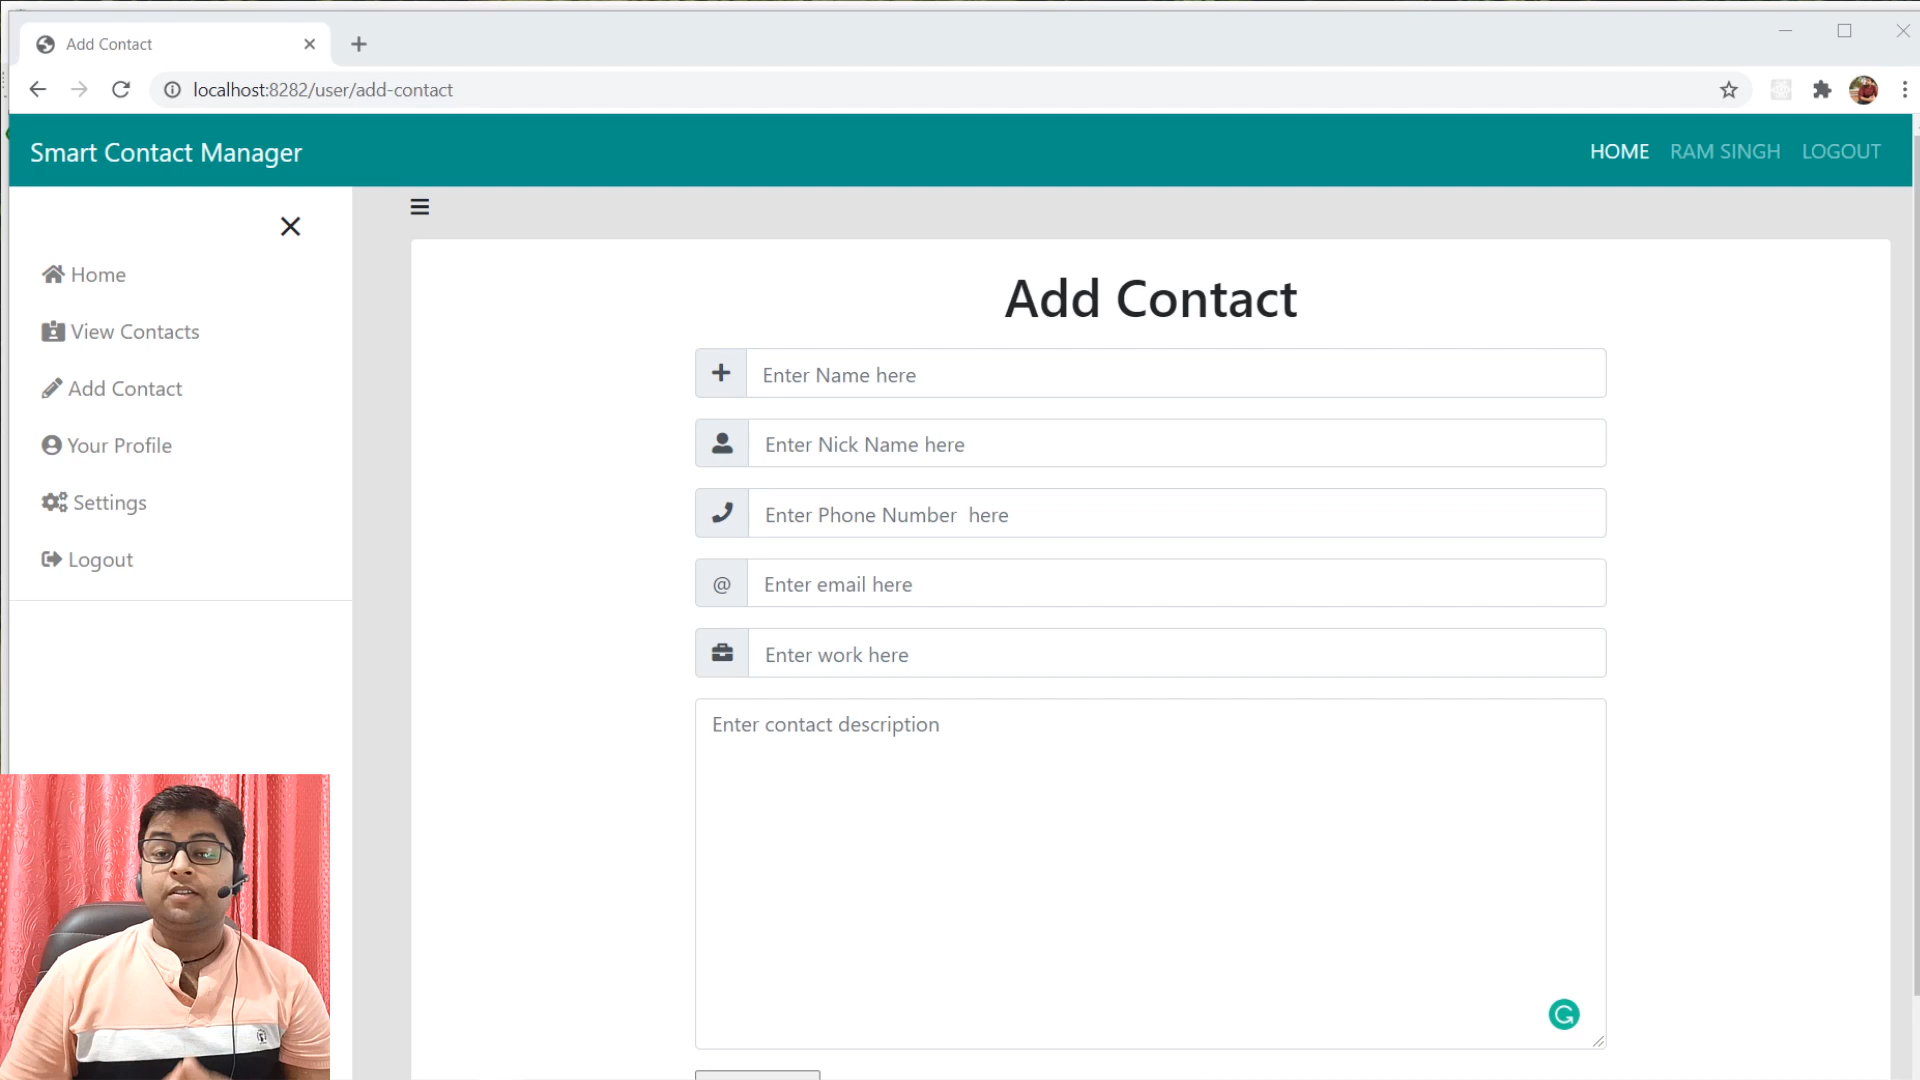 Add Contact
localhost:8282/user/add-contact
Smart Contact Manager
HOME RAM SINGH LOGOUT
Home
View Contacts
Add Contact
Your Profile
Settings
Logout
Add Contact
Enter Name here
Enter Nick Name here
Enter Phone Number  here
@ Enter email here
Enter work here
Enter contact description